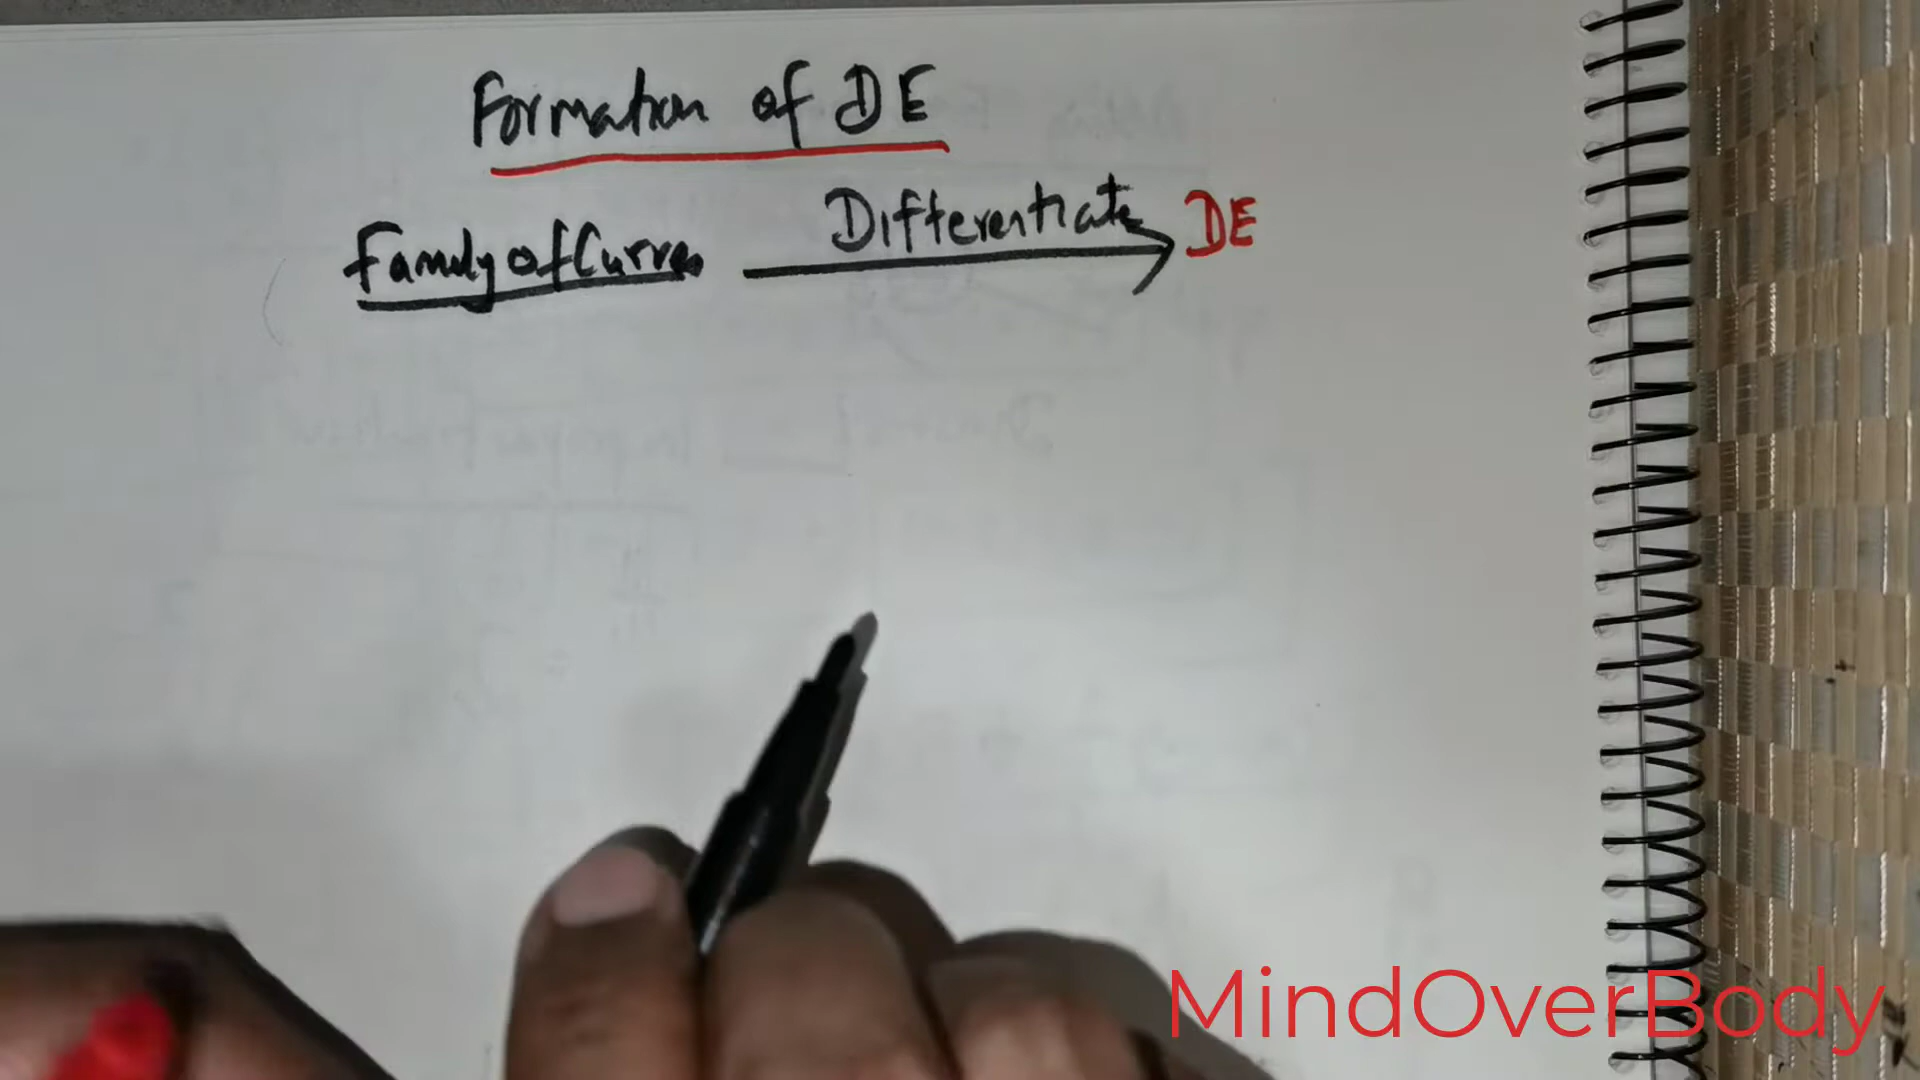 Formation of DE
Family of Curves Differentiate DE
MindOverBody